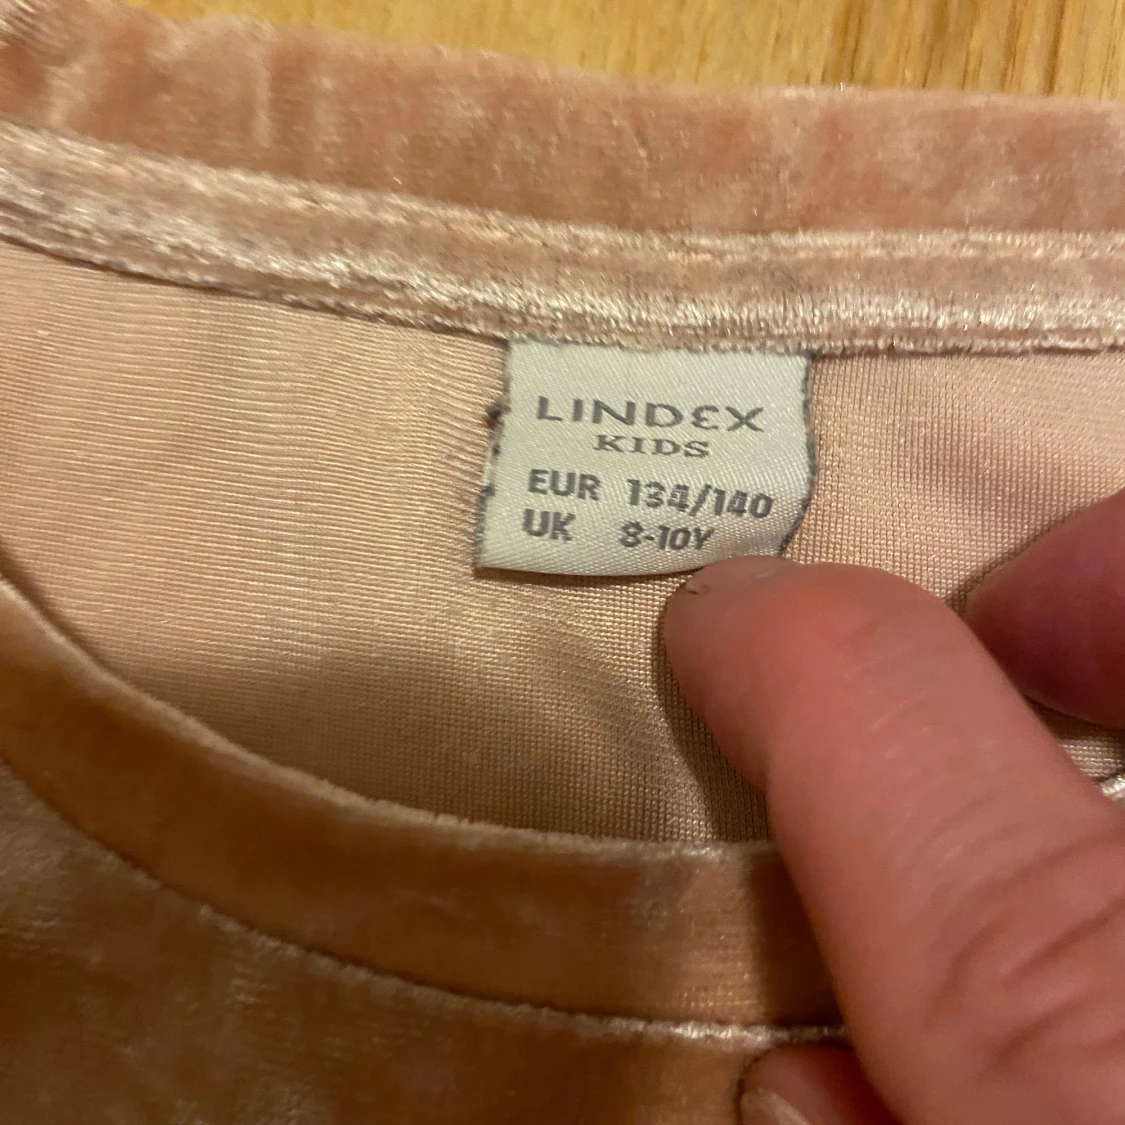 LINDEX
KIDS
EUR 134/140
UK 8-10Y